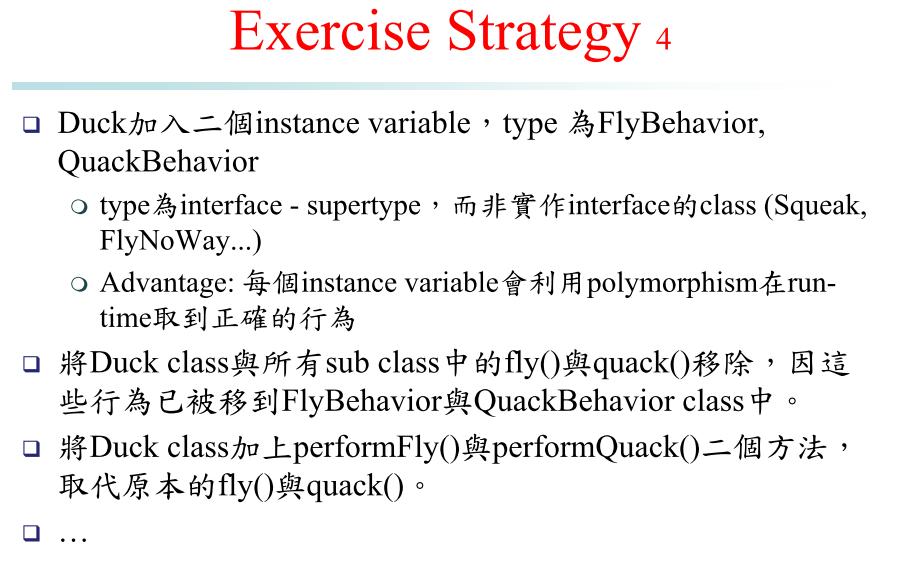 Exercise Strategy 4
Duck加入二個instance variable，type 為FlyBehavior,
QuackBehavior
type為interface - supertype，而非實作interface的class (Squeak,
FlyNoWay...)
Advantage: 每個instance variable會利用polymorphism在run-
time取到正確的行為
將Duck class與所有sub class中的fly()與quack()移除，因這
些行為已被移到FlyBehavior與QuackBehavior class中。
將Duck class加上performFly()與performQuack()二個方法，
取代原本的fly()與quack()。
…